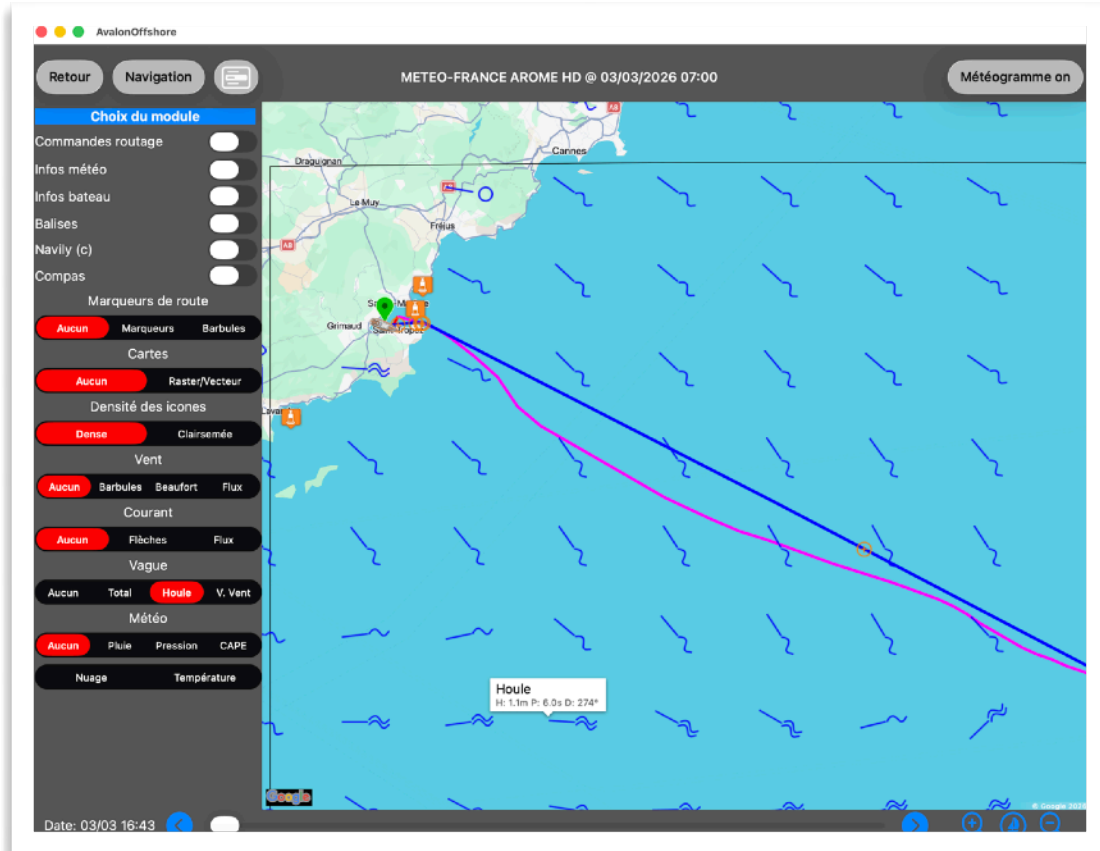 AvalonOffshore
Retour Navigation METEO-FRANCE AROME HD @ 03/03/2026 07:00 Météogramme on
Choix du module
Commandes routage
Infos météo
Infos bateau
Balises
Navily (c)
Compas
Marqueurs de route
Aucun Marqueurs Barbules
Cartes
Aucun Raster/Vecteur
Densité des icones
Dense Clairsemée
Vent
Aucun Barbules Beaufort Flux
Courant
Aucun Flèches Flux
Vague
Aucun Total Houle V. Vent
Météo
Aucun Pluie Pression CAPE
Nuage Température
A8
Cannes
Draguignan
Le Muy
Fréjus
A8
Grimaud
Saint-Tropez
Houle
H: 1.1m P: 6.0s D: 274°
Google
© Google
Date: 03/03 16:43